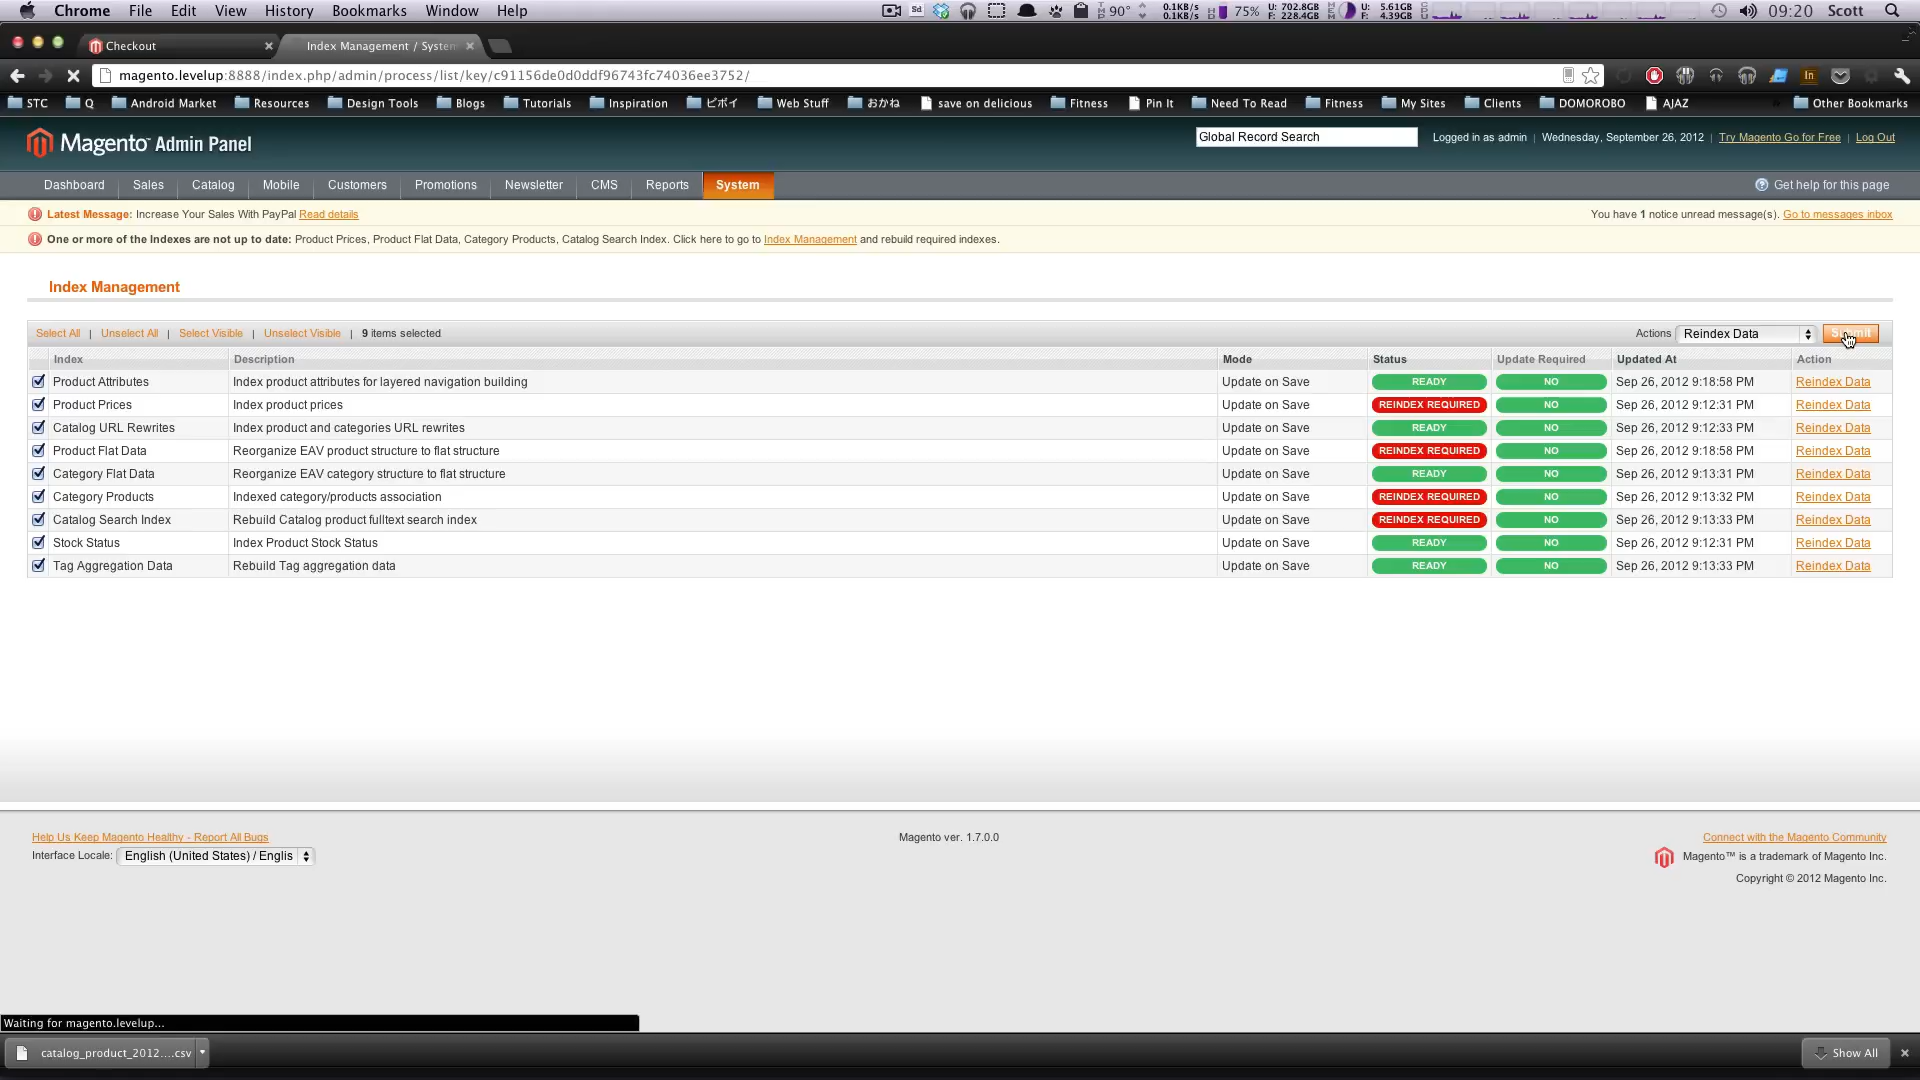 Chrome File Edit View History Bookmarks Window Help 90° 0.1KB/s 0.1KB/s 75% U: 702.8GB F: 228.4GB U: 5.61GB F: 4.39GB 09:20 Scott
Checkout Index Management / System
magento.levelup:8888/index.php/admin/process/list/key/c91156de0d0ddf96743fc74036ee3752/
STC Q Android Market Resources Design Tools Blogs Tutorials Inspiration ビボイ Web Stuff おかね save on delicious Fitness Pin It Need To Read Fitness My Sites Clients DOMOROBO AJAZ Other Bookmarks
Magento™ Admin Panel Global Record Search Logged in as admin | Wednesday, September 26, 2012 | Try Magento Go for Free | Log Out
Dashboard Sales Catalog Mobile Customers Promotions Newsletter CMS Reports System Get help for this page
Latest Message: Increase Your Sales With PayPal Read details You have 1 notice unread message(s). Go to messages inbox
One or more of the Indexes are not up to date: Product Prices, Product Flat Data, Category Products, Catalog Search Index. Click here to go to Index Management and rebuild required indexes.
Index Management
Select All | Unselect All | Select Visible | Unselect Visible | 9 items selected Actions Reindex Data Submit
Index Description Mode Status Update Required Updated At Action
Product Attributes Index product attributes for layered navigation building Update on Save READY NO Sep 26, 2012 9:18:58 PM Reindex Data
Product Prices Index product prices Update on Save REINDEX REQUIRED NO Sep 26, 2012 9:12:31 PM Reindex Data
Catalog URL Rewrites Index product and categories URL rewrites Update on Save READY NO Sep 26, 2012 9:12:33 PM Reindex Data
Product Flat Data Reorganize EAV product structure to flat structure Update on Save REINDEX REQUIRED NO Sep 26, 2012 9:18:58 PM Reindex Data
Category Flat Data Reorganize EAV category structure to flat structure Update on Save READY NO Sep 26, 2012 9:13:31 PM Reindex Data
Category Products Indexed category/products association Update on Save REINDEX REQUIRED NO Sep 26, 2012 9:13:32 PM Reindex Data
Catalog Search Index Rebuild Catalog product fulltext search index Update on Save REINDEX REQUIRED NO Sep 26, 2012 9:13:33 PM Reindex Data
Stock Status Index Product Stock Status Update on Save READY NO Sep 26, 2012 9:12:31 PM Reindex Data
Tag Aggregation Data Rebuild Tag aggregation data Update on Save READY NO Sep 26, 2012 9:13:33 PM Reindex Data
Help Us Keep Magento Healthy - Report All Bugs Magento ver. 1.7.0.0 Connect with the Magento Community
Interface Locale: English (United States) / Englis Magento™ is a trademark of Magento Inc.
Copyright © 2012 Magento Inc.
Waiting for magento.levelup...
catalog_product_2012....csv Show All